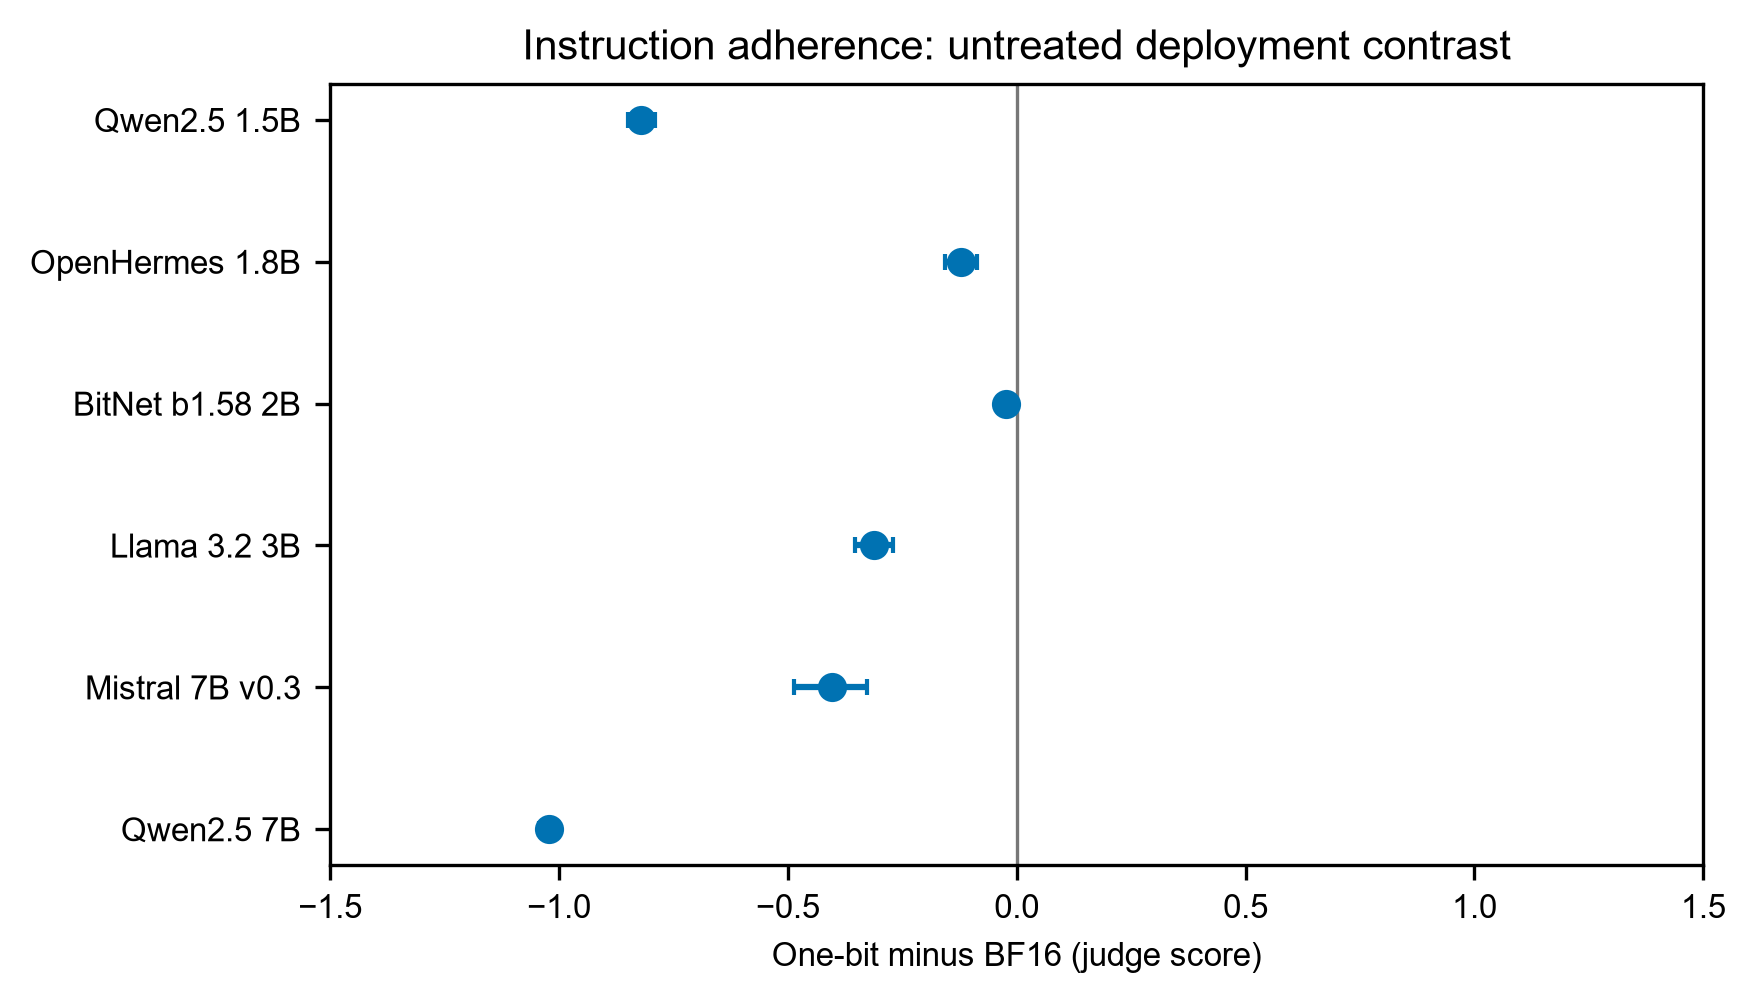 Instruction adherence: untreated deployment contrast
Qwen2.5 1.5B
OpenHermes 1.8B
BitNet b1.58 2B
Llama 3.2 3B
Mistral 7B v0.3
Qwen2.5 7B
−1.5 −1.0 −0.5 0.0 0.5 1.0 1.5
One-bit minus BF16 (judge score)